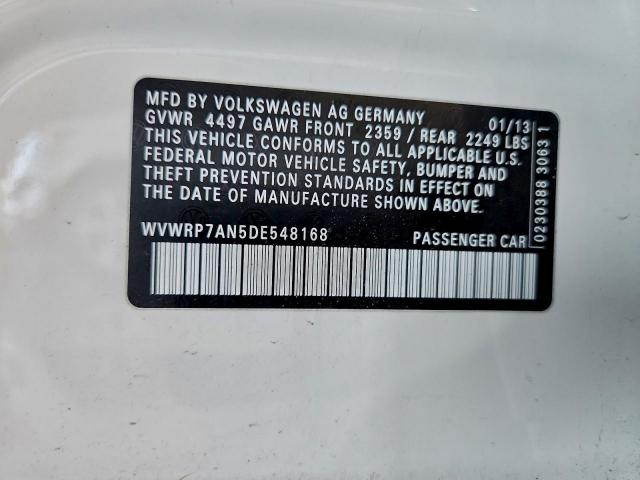 MFD BY VOLKSWAGEN AG GERMANY 01/13
GVWR 4497 GAWR FRONT 2359 / REAR 2249 LBS
THIS VEHICLE CONFORMS TO ALL APPLICABLE U.S.
FEDERAL MOTOR VEHICLE SAFETY, BUMPER AND
THEFT PREVENTION STANDARDS IN EFFECT ON
THE DATE OF MANUFACTURE SHOWN ABOVE.
WVWRP7AN5DE548168 PASSENGER CAR
0230388 3063 1